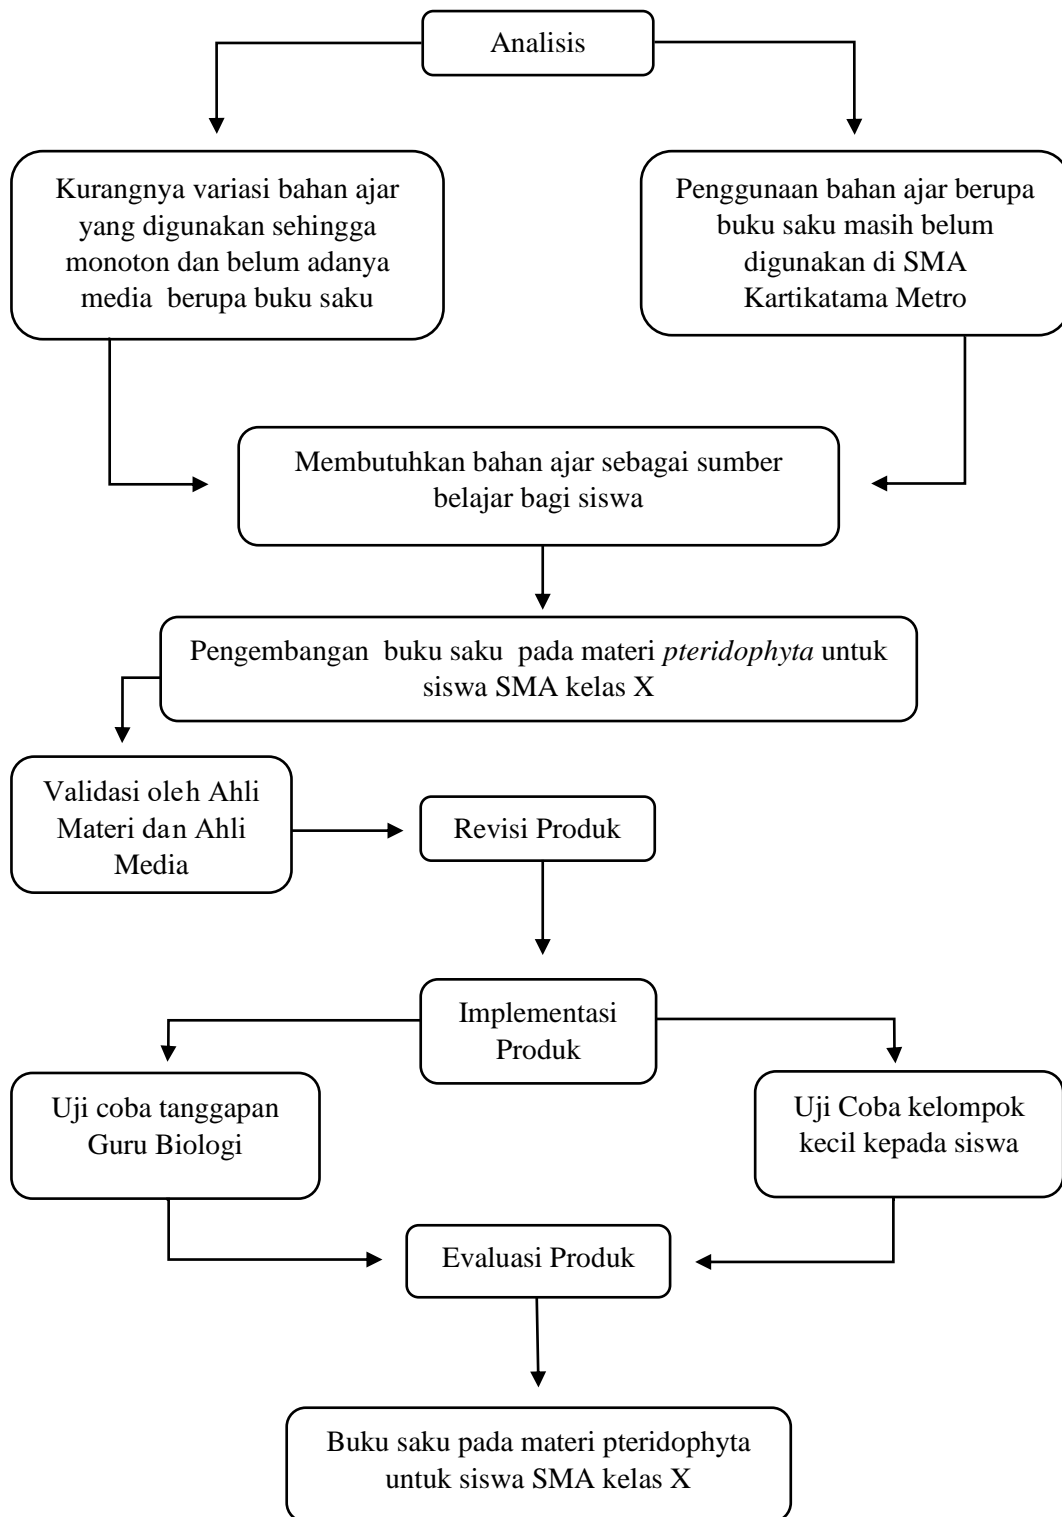 Analisis
Kurangnya variasi bahan ajar
yang digunakan sehingga
monoton dan belum adanya
media berupa buku saku
Penggunaan bahan ajar berupa
buku saku masih belum
digunakan di SMA
Kartikatama Metro
Membutuhkan bahan ajar sebagai sumber
belajar bagi siswa
Pengembangan buku saku pada materi pteridophyta untuk
siswa SMA kelas X
Validasi oleh Ahli
Materi dan Ahli
Media
Revisi Produk
Implementasi
Produk
Uji coba tanggapan
Guru Biologi
Uji Coba kelompok
kecil kepada siswa
Evaluasi Produk
Buku saku pada materi pteridophyta
untuk siswa SMA kelas X